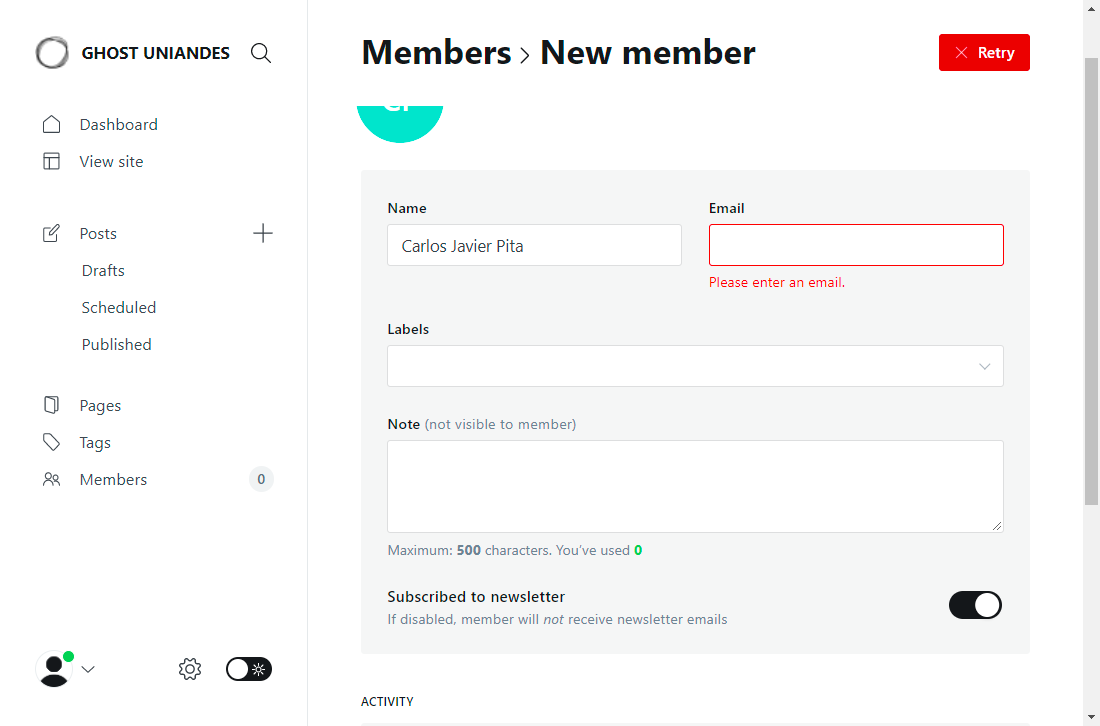 GHOST UNIANDES
Dashboard
View site
Posts
Drafts
Scheduled
Published
Pages
Tags
Members 0
Members › New member
Retry
Name
Carlos Javier Pita
Email
Please enter an email.
Labels
Note (not visible to member)
Maximum: 500 characters. You’ve used 0
Subscribed to newsletter
If disabled, member will not receive newsletter emails
ACTIVITY